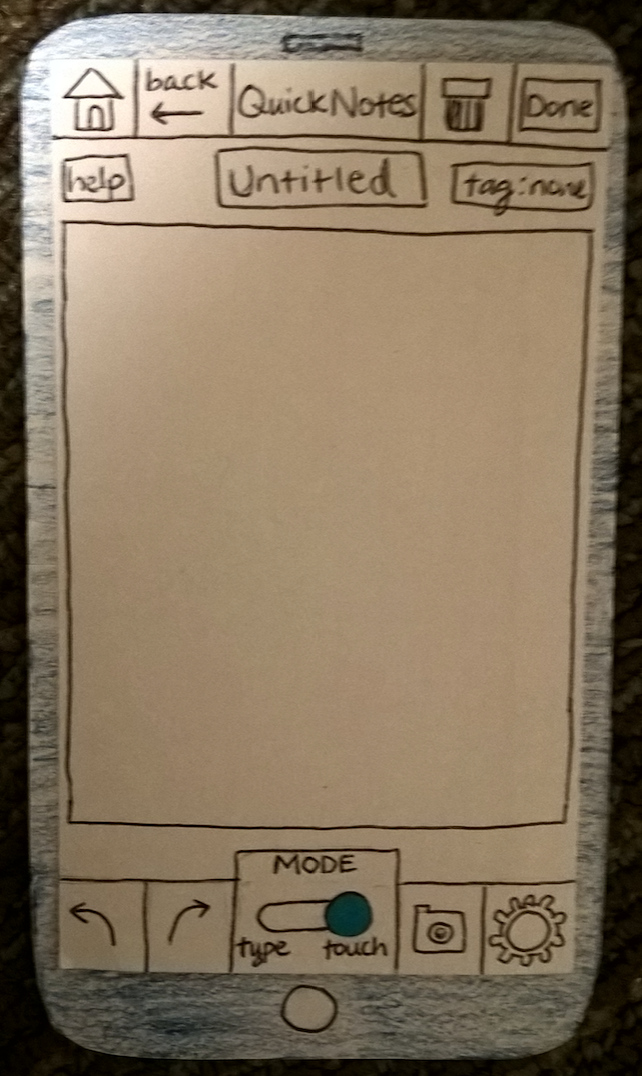 back
QuickNotes
Done
help
Untitled
tag:none
MODE
type touch